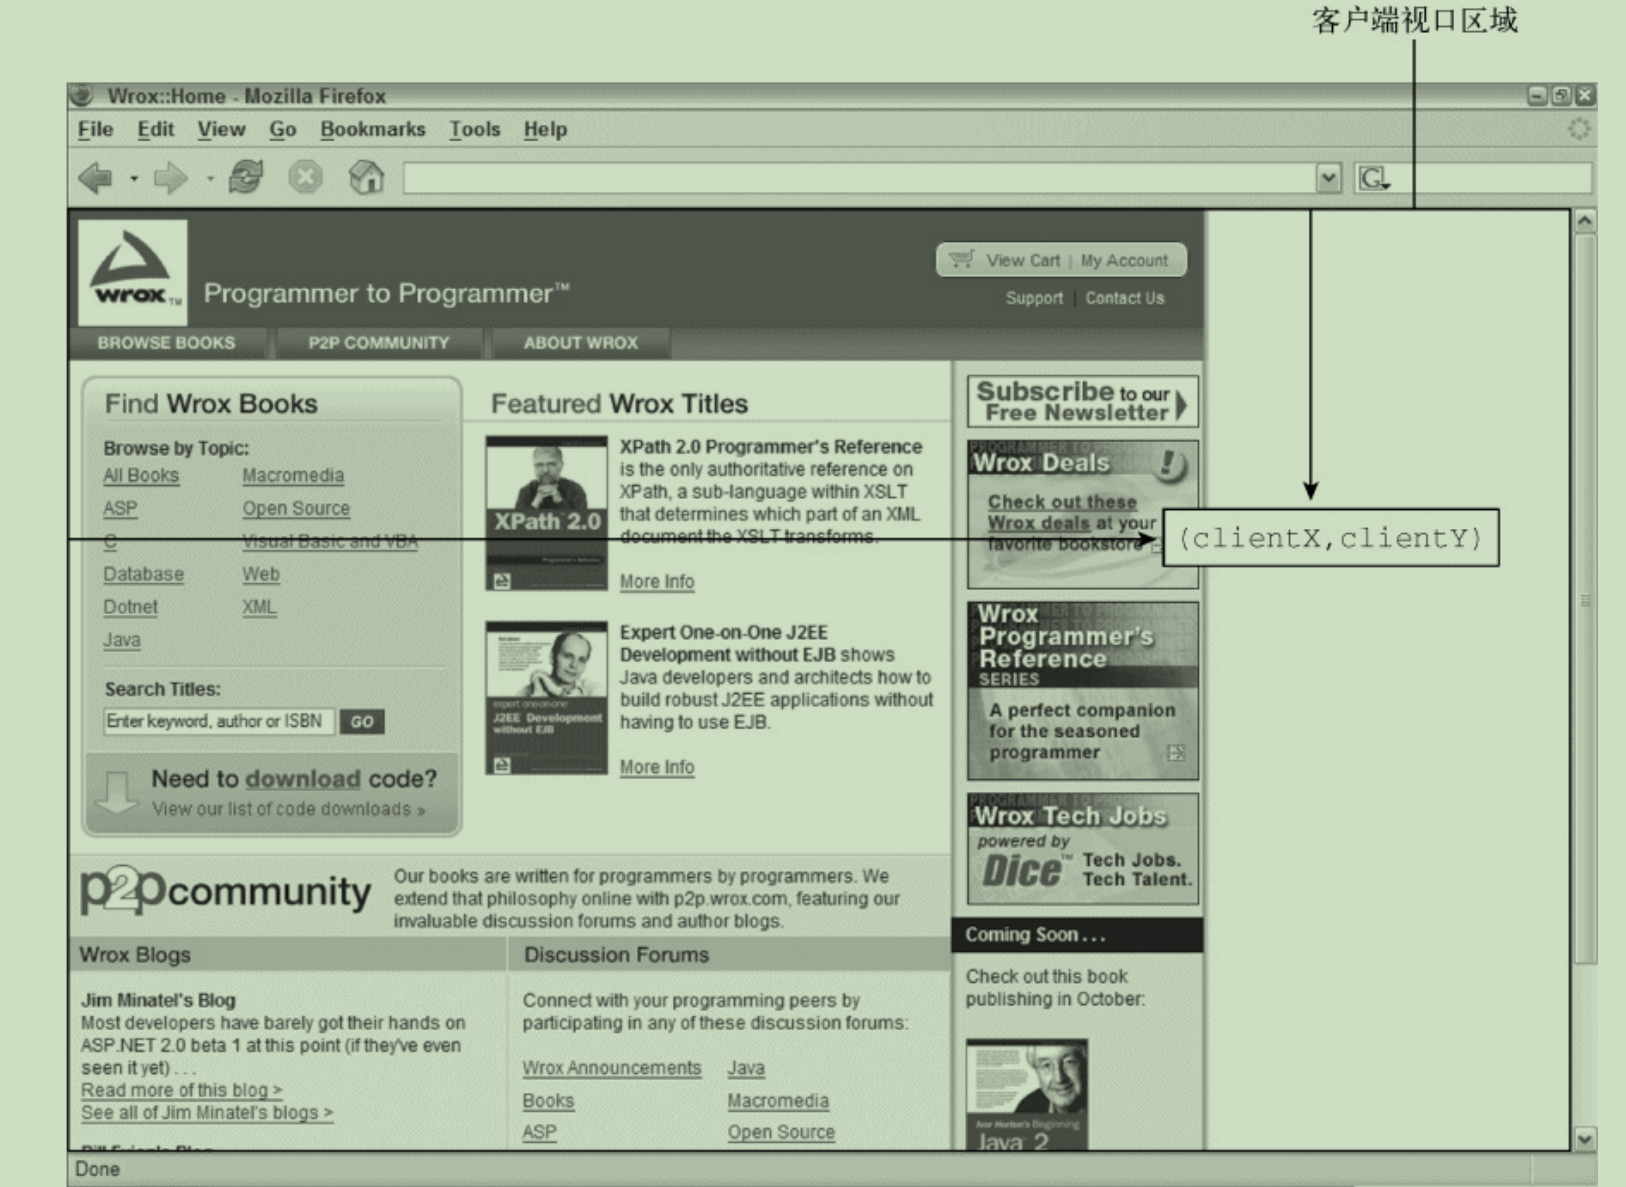 客户端视口区域
Wrox::Home - Mozilla Firefox
File Edit View Go Bookmarks Tools Help
G
wrox TM
Programmer to Programmer™
View Cart | My Account
Support | Contact Us
BROWSE BOOKS P2P COMMUNITY ABOUT WROX
Find Wrox Books
Browse by Topic:
All Books Macromedia
ASP Open Source
C Visual Basic and VBA
Database Web
Dotnet XML
Java
Search Titles:
Enter keyword, author or ISBN GO
Need to download code?
View our list of code downloads »
Featured Wrox Titles
XPath 2.0
XPath 2.0 Programmer's Reference
is the only authoritative reference on
XPath, a sub-language within XSLT
that determines which part of an XML
document the XSLT transforms.
More Info
expert one-on-one
J2EE Development
without EJB
Expert One-on-One J2EE
Development without EJB shows
Java developers and architects how to
build robust J2EE applications without
having to use EJB.
More Info
Subscribe to our
Free Newsletter
Wrox Deals
Check out these
Wrox deals at your
favorite bookstore
(clientX,clientY)
Wrox
Programmer's
Reference
SERIES
A perfect companion
for the seasoned
programmer
Wrox Tech Jobs
powered by
Dice™ Tech Jobs.
Tech Talent.
p2pcommunity
Our books are written for programmers by programmers. We
extend that philosophy online with p2p.wrox.com, featuring our
invaluable discussion forums and author blogs.
Wrox Blogs
Jim Minatel's Blog
Most developers have barely got their hands on
ASP.NET 2.0 beta 1 at this point (if they've even
seen it yet) . . .
Read more of this blog >
See all of Jim Minatel's blogs >
Discussion Forums
Connect with your programming peers by
participating in any of these discussion forums:
Wrox Announcements Java
Books Macromedia
ASP Open Source
Coming Soon . . .
Check out this book
publishing in October:
Ivor Horton's Beginning
Java 2
Done